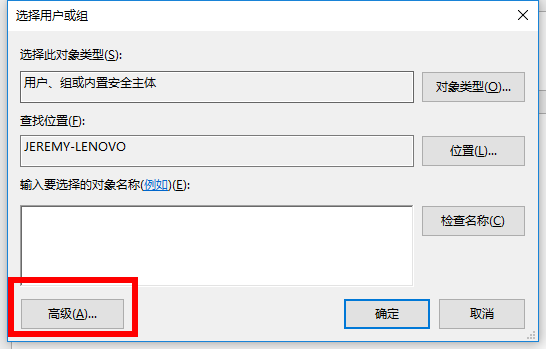 选择用户或组
选择此对象类型(S):
用户、组或内置安全主体
对象类型(O)...
查找位置(F):
JEREMY-LENOVO
位置(L)...
输入要选择的对象名称(例如)(E):
检查名称(C)
高级(A)...
确定
取消